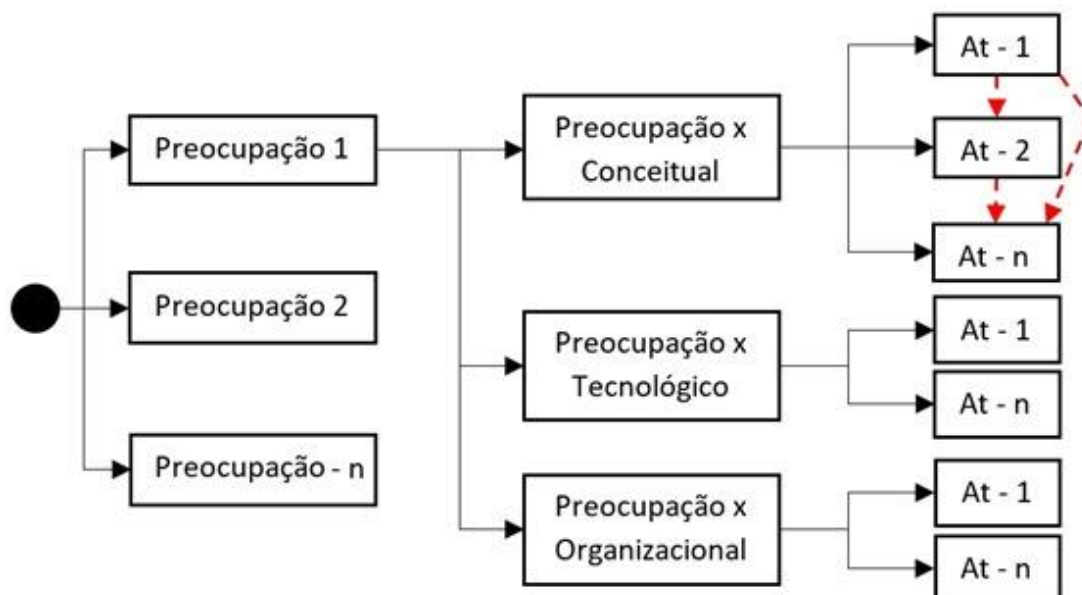 Preocupação 1
Preocupação 2
Preocupação - n
Preocupação x
Conceitual
Preocupação x
Tecnológico
Preocupação x
Organizacional
At - 1
At - 2
At - n
At - 1
At - n
At - 1
At - n